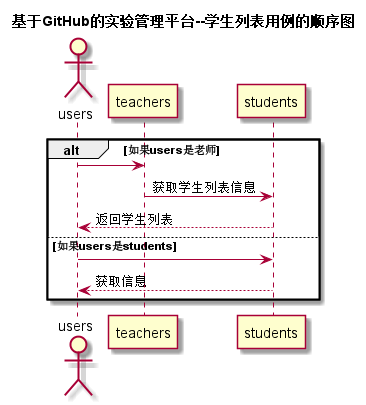 基于GitHub的实验管理平台--学生列表用例的顺序图
users
teachers
students
alt
[如果users是老师]
获取学生列表信息
返回学生列表
[如果users是students]
获取信息
users
teachers
students